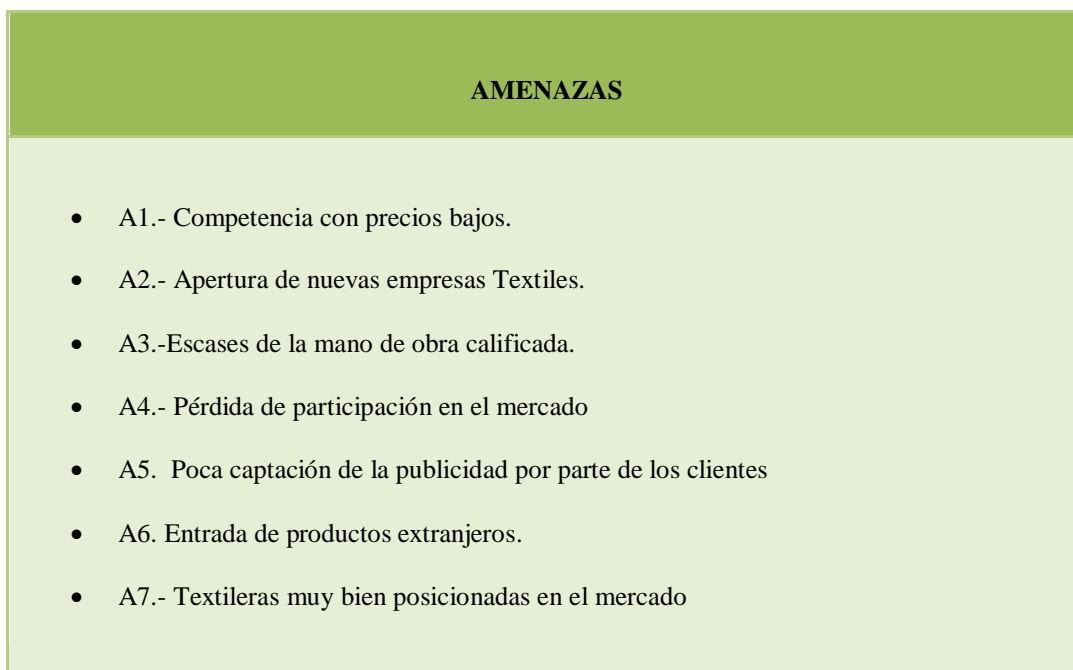 AMENAZAS
• A1.- Competencia con precios bajos.
• A2.- Apertura de nuevas empresas Textiles.
• A3.-Escases de la mano de obra calificada.
• A4.- Pérdida de participación en el mercado
• A5.  Poca captación de la publicidad por parte de los clientes
• A6. Entrada de productos extranjeros.
• A7.- Textileras muy bien posicionadas en el mercado